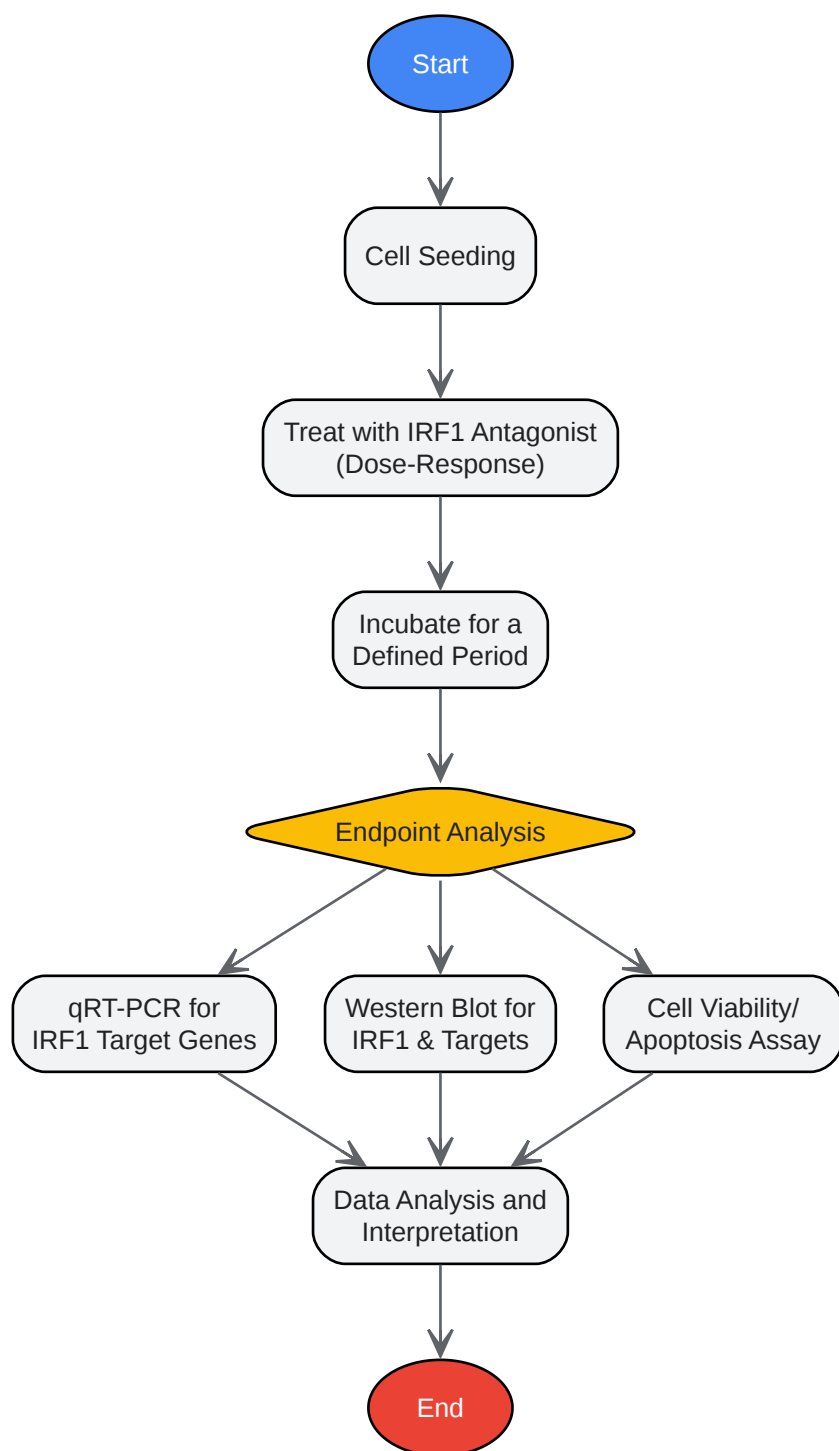 Start
Cell Seeding
Treat with IRF1 Antagonist
(Dose-Response)
Incubate for a
Defined Period
Endpoint Analysis
qRT-PCR for
IRF1 Target Genes
Western Blot for
IRF1 & Targets
Cell Viability/
Apoptosis Assay
Data Analysis and
Interpretation
End